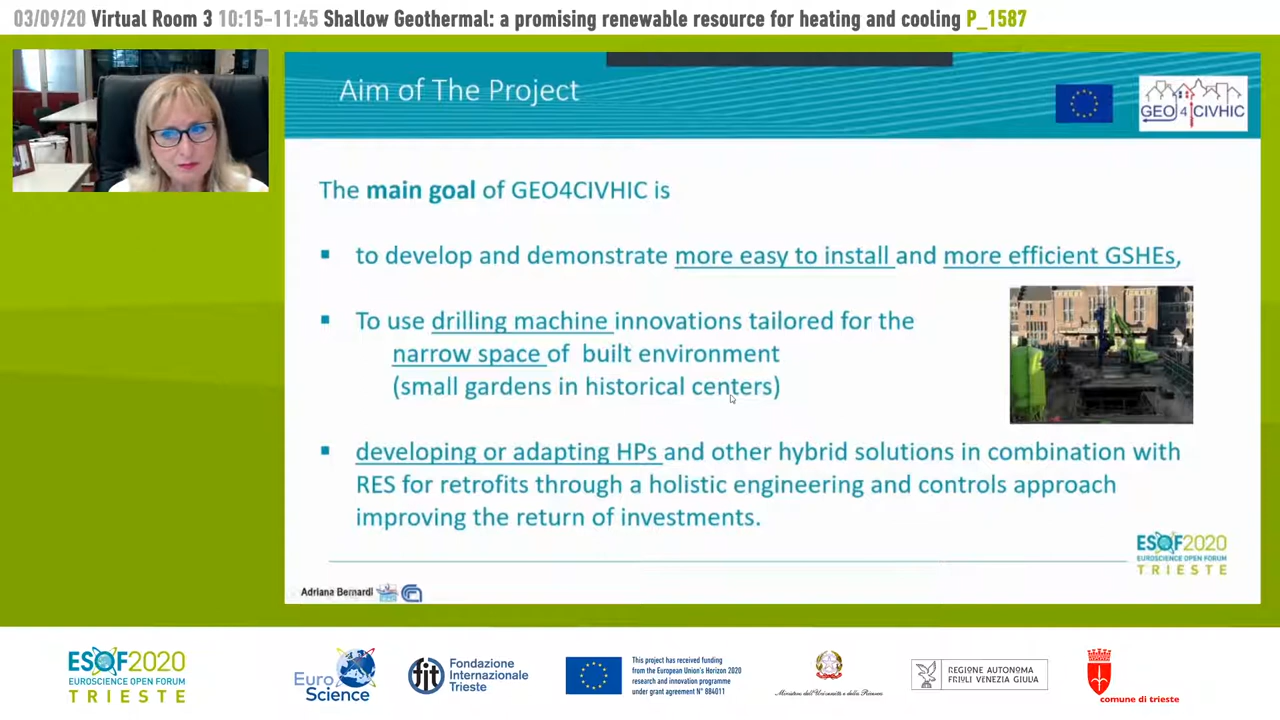 03/09/20 Virtual Room 3 10:15-11:45 Shallow Geothermal: a promising renewable resource for heating and cooling P_1587
Aim of The Project
GEO4CIVHIC
The main goal of GEO4CIVHIC is
to develop and demonstrate more easy to install and more efficient GSHEs,
To use drilling machine innovations tailored for the
narrow space of built environment
(small gardens in historical centers)
developing or adapting HPs and other hybrid solutions in combination with
RES for retrofits through a holistic engineering and controls approach
improving the return of investments.
ESOF2020
EUROSCIENCE OPEN FORUM
TRIESTE
Adriana Bernardi
ESOF2020
EUROSCIENCE OPEN FORUM
TRIESTE
Euro
Science
fit
Fondazione
Internazionale
Trieste
This project has received funding
from the European Union's Horizon 2020
research and innovation programme
under grant agreement N° 884011
Ministero dell'Università e della Ricerca
REGIONE AUTONOMA
FRIULI VENEZIA GIULIA
comune di trieste